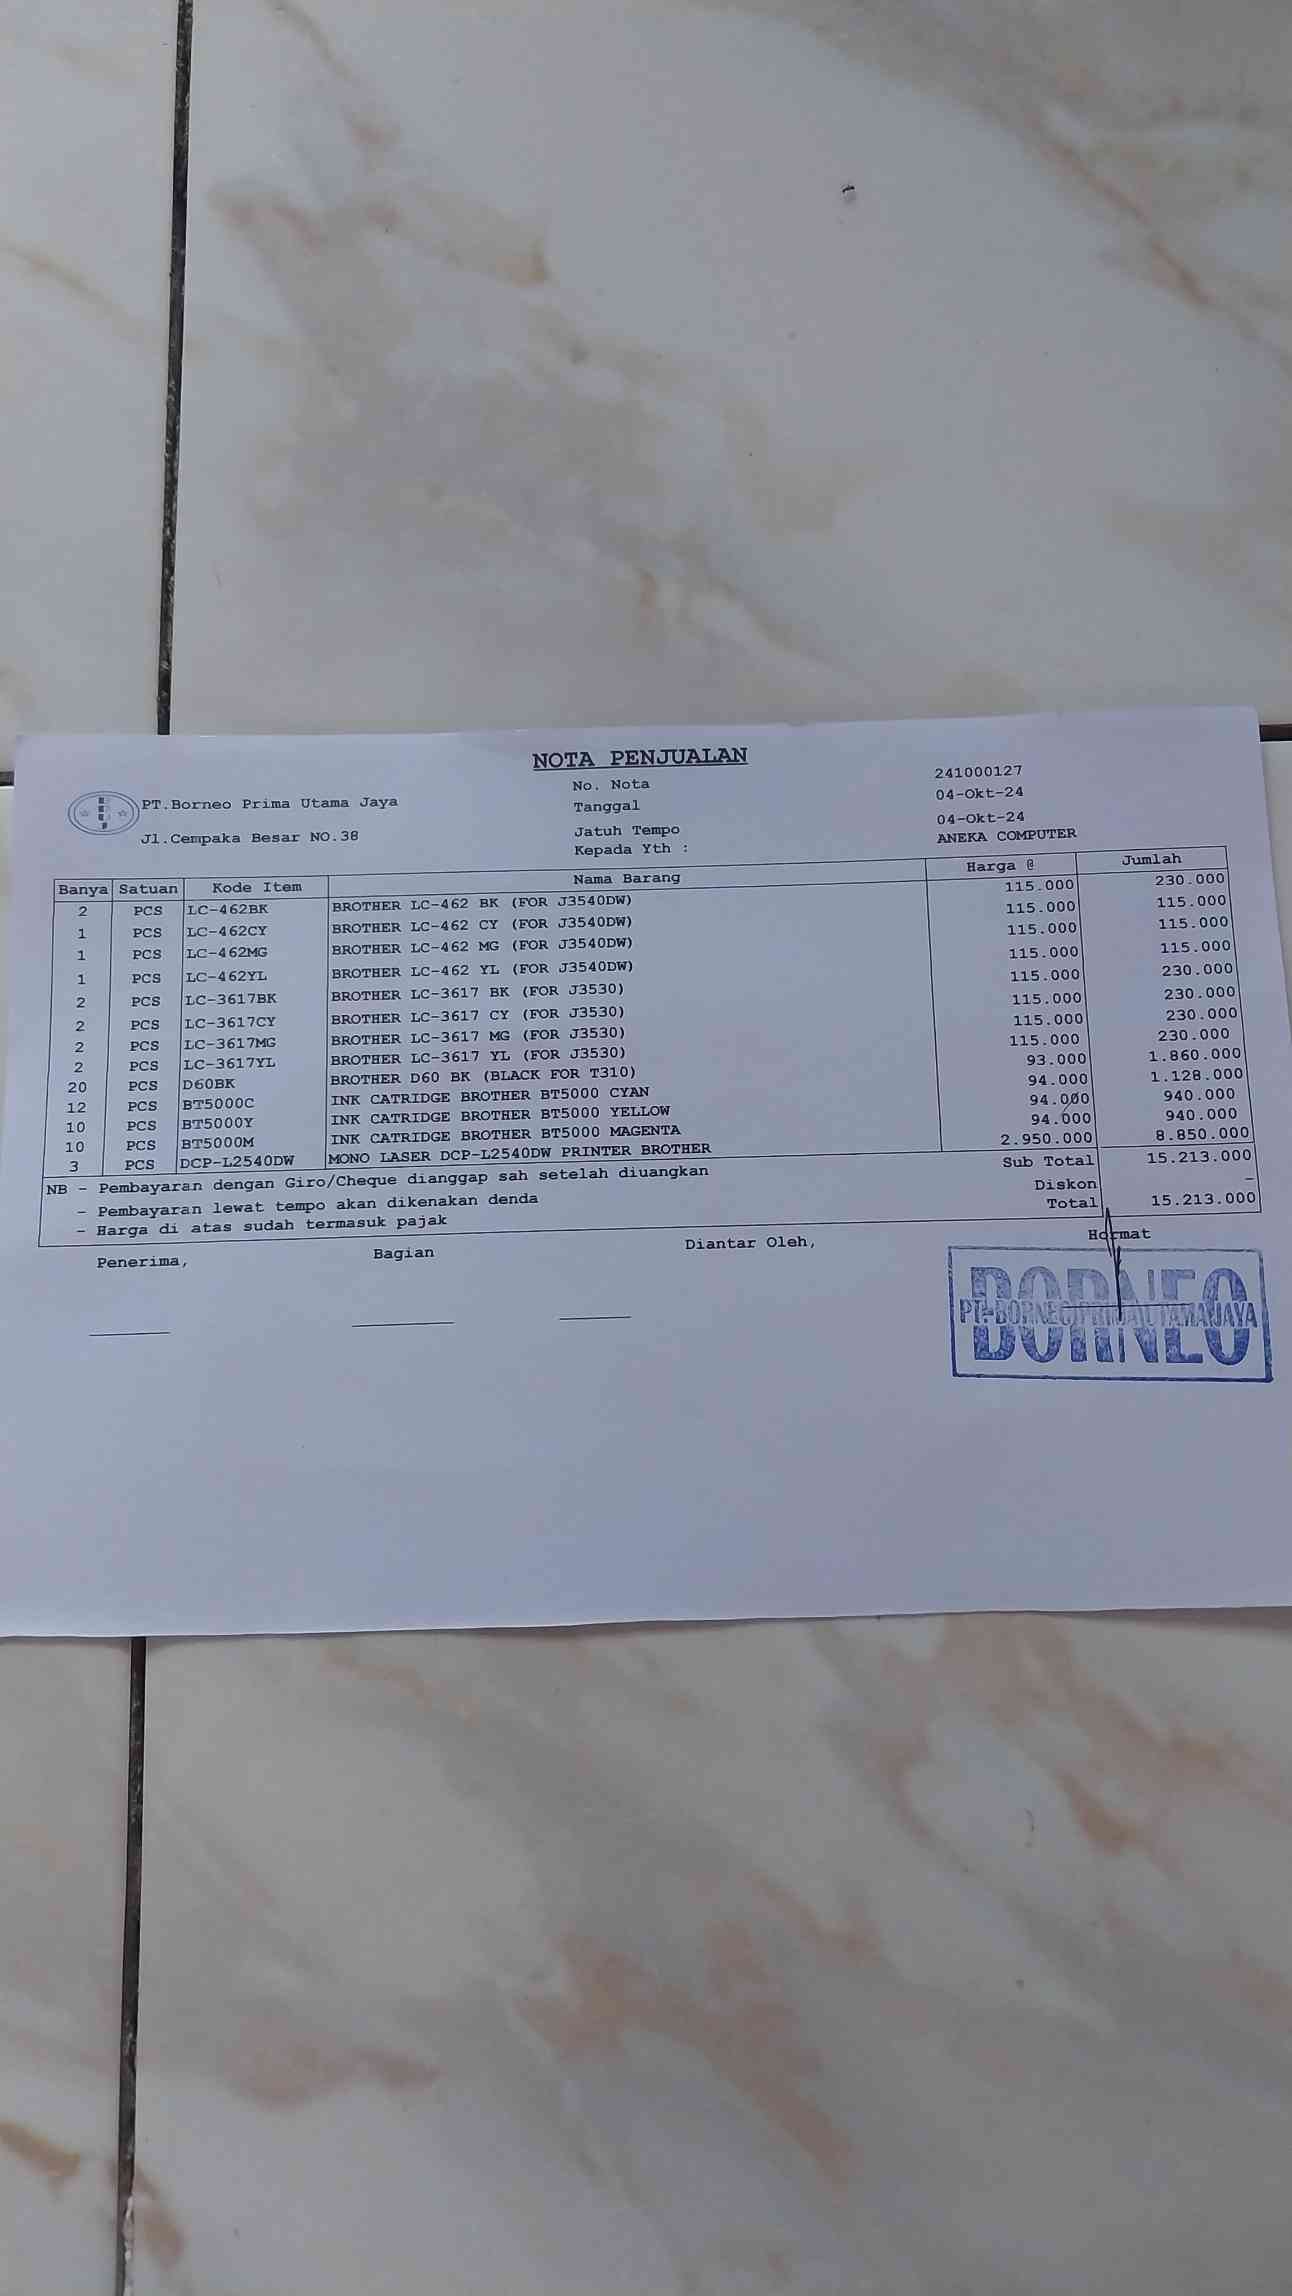 NOTA PENJUALAN
PT.Borneo Prima Utama Jaya
Jl.Cempaka Besar NO.38
No. Nota 241000127
Tanggal 04-Okt-24
Jatuh Tempo 04-Okt-24
Kepada Yth : ANEKA COMPUTER
Banya Satuan Kode Item Nama Barang Harga @ Jumlah
2 PCS LC-462BK BROTHER LC-462 BK (FOR J3540DW) 115.000 230.000
1 PCS LC-462CY BROTHER LC-462 CY (FOR J3540DW) 115.000 115.000
1 PCS LC-462MG BROTHER LC-462 MG (FOR J3540DW) 115.000 115.000
1 PCS LC-462YL BROTHER LC-462 YL (FOR J3540DW) 115.000 115.000
2 PCS LC-3617BK BROTHER LC-3617 BK (FOR J3530) 115.000 230.000
2 PCS LC-3617CY BROTHER LC-3617 CY (FOR J3530) 115.000 230.000
2 PCS LC-3617MG BROTHER LC-3617 MG (FOR J3530) 115.000 230.000
2 PCS LC-3617YL BROTHER LC-3617 YL (FOR J3530) 115.000 230.000
20 PCS D60BK BROTHER D60 BK (BLACK FOR T310) 93.000 1.860.000
12 PCS BT5000C INK CATRIDGE BROTHER BT5000 CYAN 94.000 1.128.000
10 PCS BT5000Y INK CATRIDGE BROTHER BT5000 YELLOW 94.000 940.000
10 PCS BT5000M INK CATRIDGE BROTHER BT5000 MAGENTA 94.000 940.000
3 PCS DCP-L2540DW MONO LASER DCP-L2540DW PRINTER BROTHER 2.950.000 8.850.000
NB - Pembayaran dengan Giro/Cheque dianggap sah setelah diuangkan Sub Total 15.213.000
- Pembayaran lewat tempo akan dikenakan denda Diskon -
- Harga di atas sudah termasuk pajak Total 15.213.000
Penerima, Bagian Diantar Oleh, Hormat
BORNEO
PT. BORNEO PRIMA UTAMA JAYA